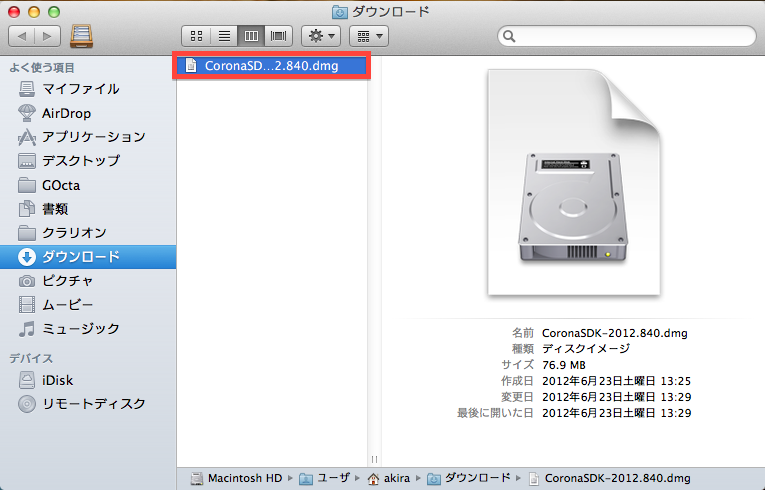 ダウンロード
よく使う項目
マイファイル
AirDrop
アプリケーション
デスクトップ
GOcta
書類
クラリオン
ダウンロード
ピクチャ
ムービー
ミュージック
デバイス
iDisk
リモートディスク
CoronaSD...2.840.dmg
名前 CoronaSDK-2012.840.dmg
種類 ディスクイメージ
サイズ 76.9 MB
作成日 2012年6月23日土曜日 13:25
変更日 2012年6月23日土曜日 13:29
最後に開いた日 2012年6月23日土曜日 13:29
Macintosh HD ▶ ユーザ ▶ akira ▶ ダウンロード ▶ CoronaSDK-2012.840.dmg